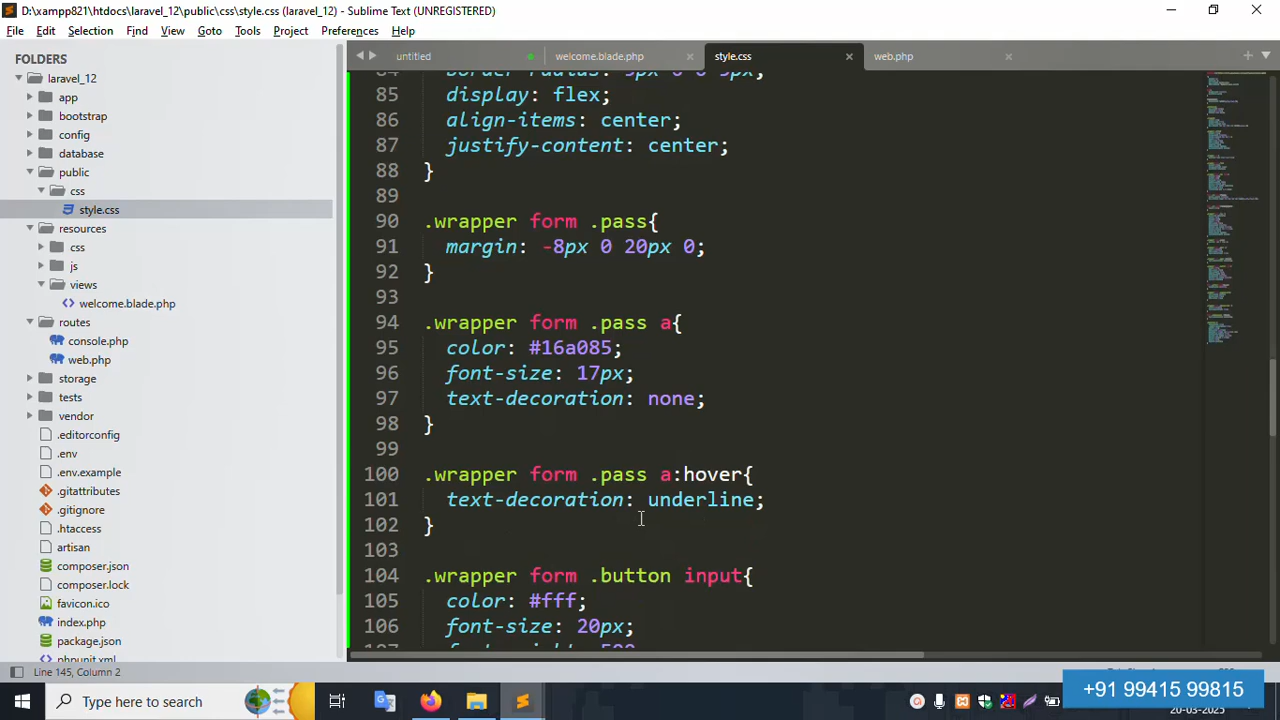 D:\xampp821\htdocs\laravel_12\public\css\style.css (laravel_12) - Sublime Text (UNREGISTERED)
File Edit Selection Find View Goto Tools Project Preferences Help
FOLDERS
laravel_12
app
bootstrap
config
database
public
css
style.css
resources
css
js
views
welcome.blade.php
routes
console.php
web.php
storage
tests
vendor
.editorconfig
.env
.env.example
.gitattributes
.gitignore
.htaccess
artisan
composer.json
composer.lock
favicon.ico
index.php
package.json
phpunit.xml
untitled welcome.blade.php style.css web.php
84 border-radius: 5px 0 0 5px;
85 display: flex;
86 align-items: center;
87 justify-content: center;
88 }
89
90 .wrapper form .pass{
91 margin: -8px 0 20px 0;
92 }
93
94 .wrapper form .pass a{
95 color: #16a085;
96 font-size: 17px;
97 text-decoration: none;
98 }
99
100 .wrapper form .pass a:hover{
101 text-decoration: underline;
102 }
103
104 .wrapper form .button input{
105 color: #fff;
106 font-size: 20px;
Line 145, Column 2
Type here to search
+91 99415 99815
20-03-2025